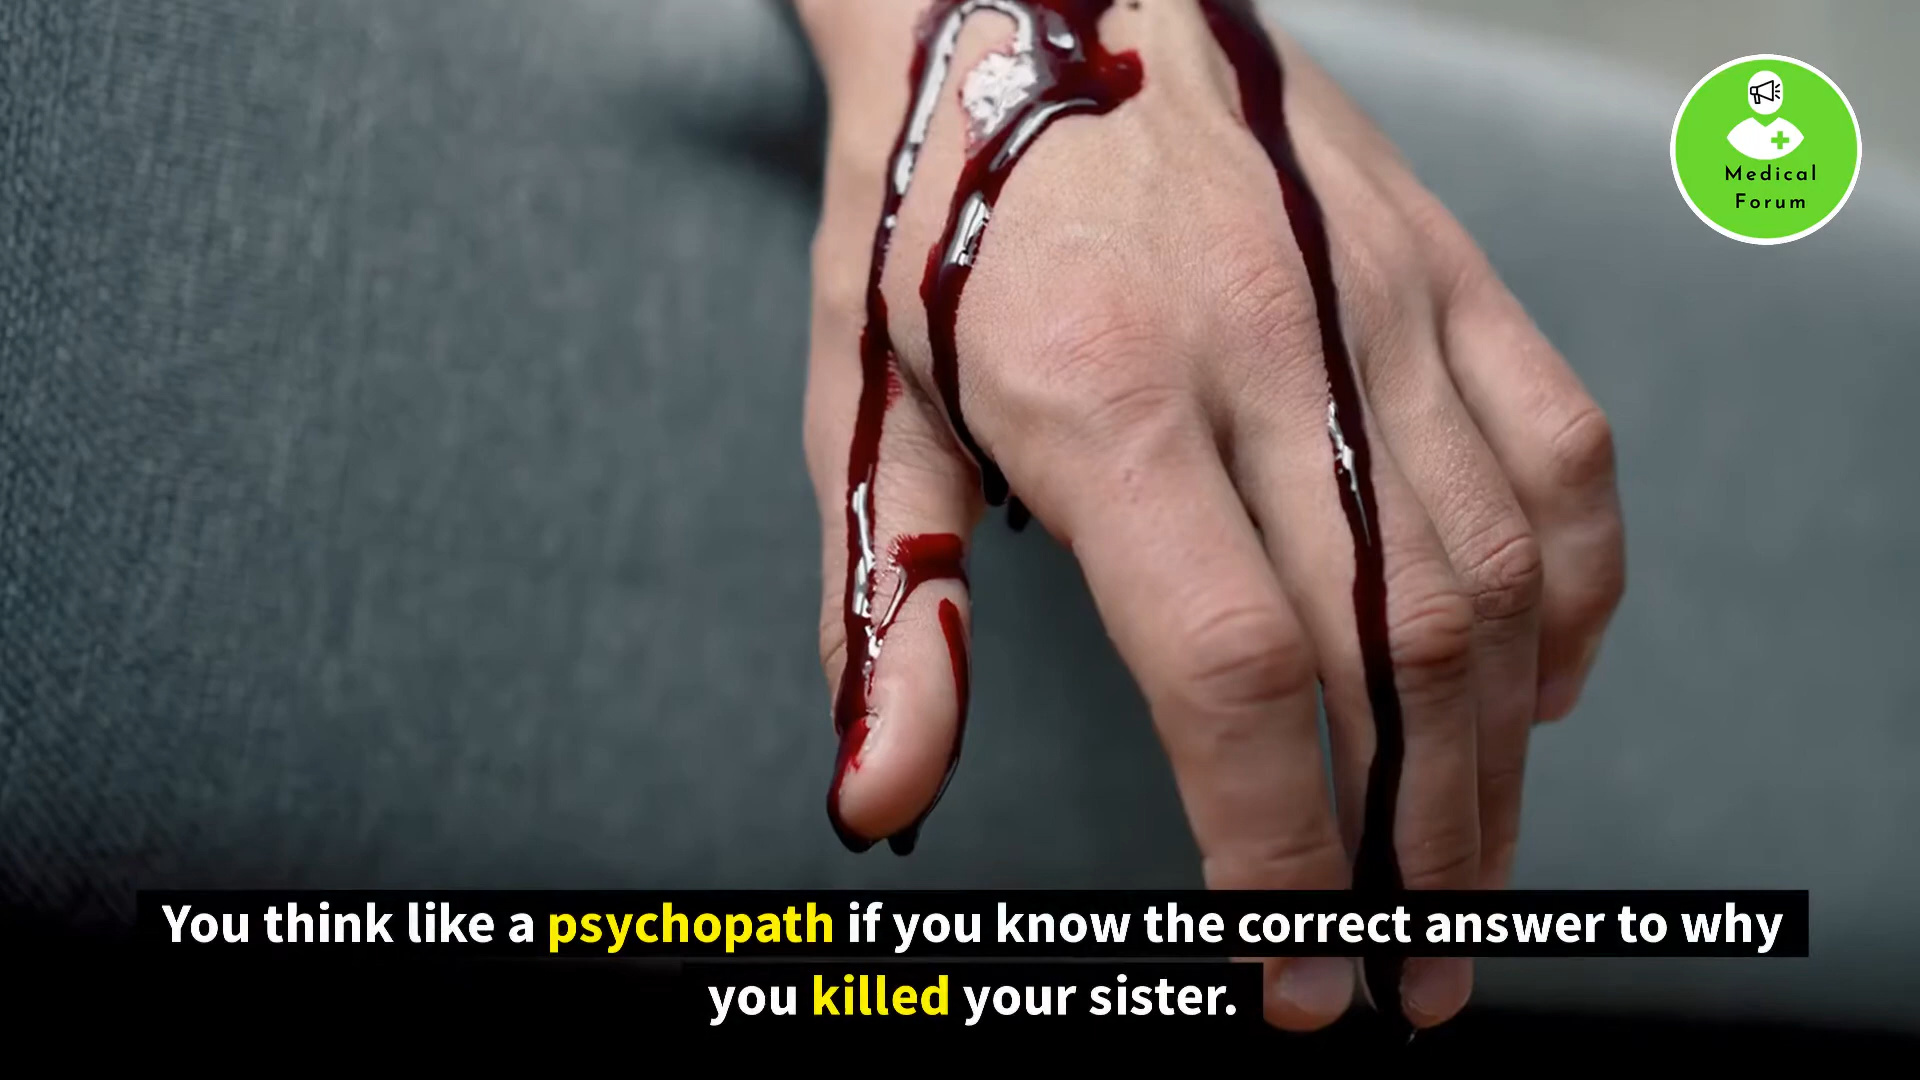 Medical
Forum
You think like a psychopath if you know the correct answer to why
you killed your sister.